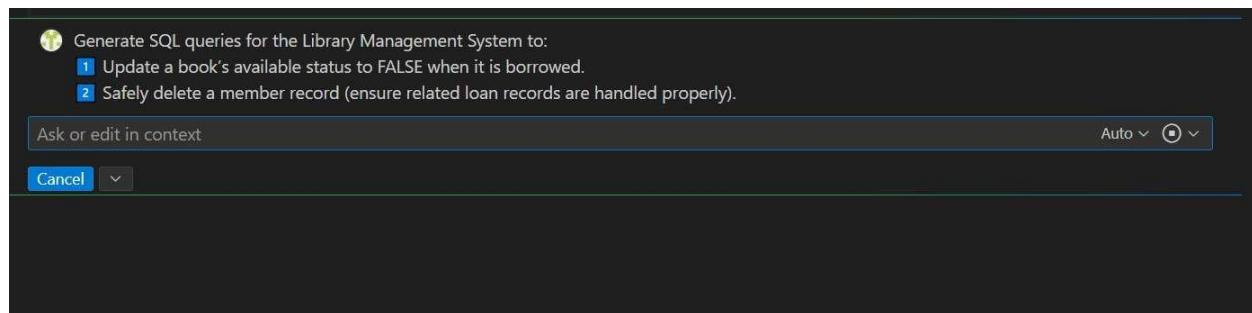 Generate SQL queries for the Library Management System to:
1 Update a book’s available status to FALSE when it is borrowed.
2 Safely delete a member record (ensure related loan records are handled properly).
Ask or edit in context Auto
Cancel